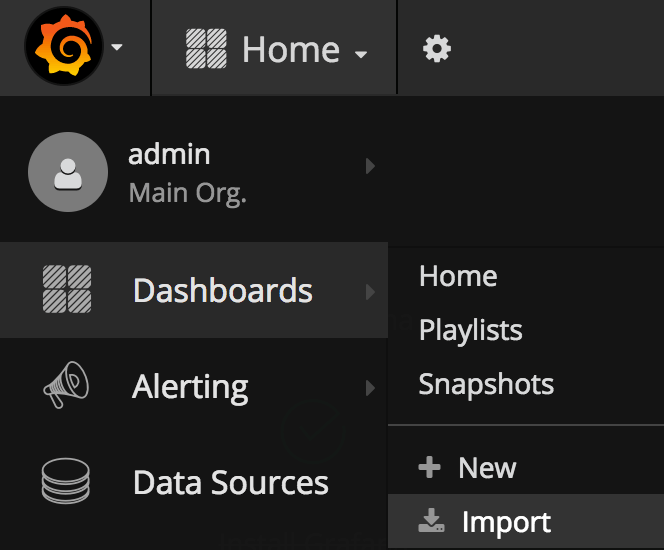 Home
admin
Main Org.
Dashboards
Alerting
Data Sources
Home
Playlists
Snapshots
New
Import